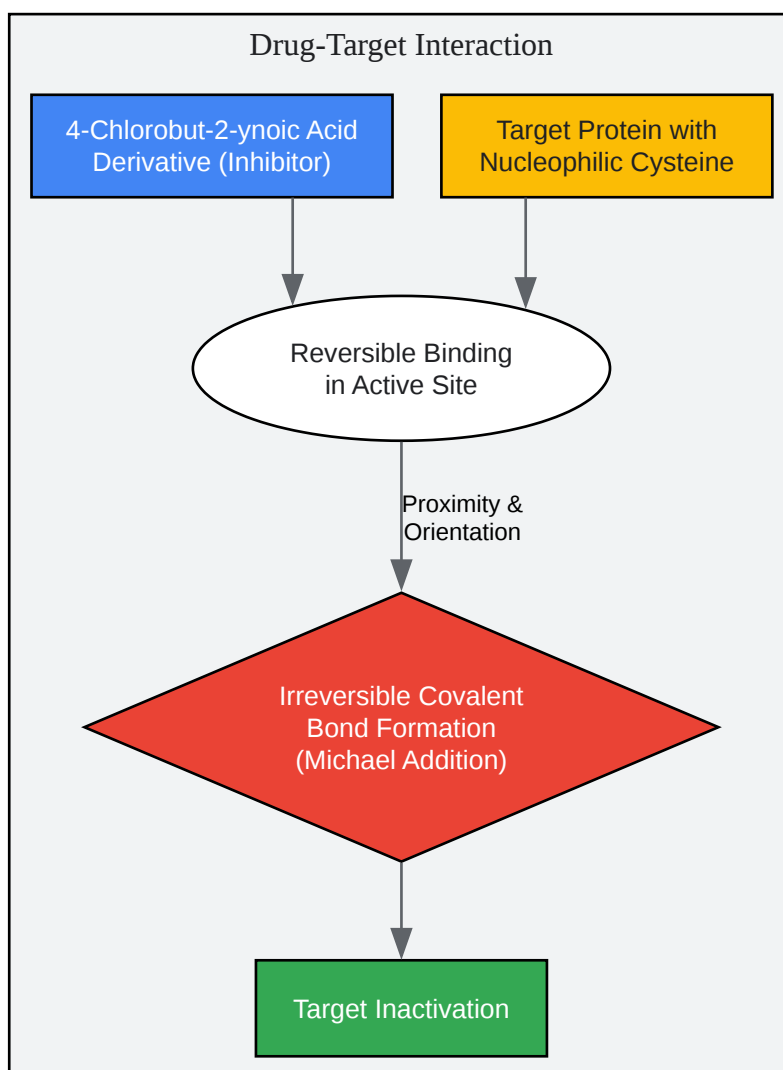 Drug-Target Interaction
4-Chlorobut-2-ynoic Acid
Derivative (Inhibitor)
Target Protein with
Nucleophilic Cysteine
Reversible Binding
in Active Site
Proximity &
Orientation
Irreversible Covalent
Bond Formation
(Michael Addition)
Target Inactivation